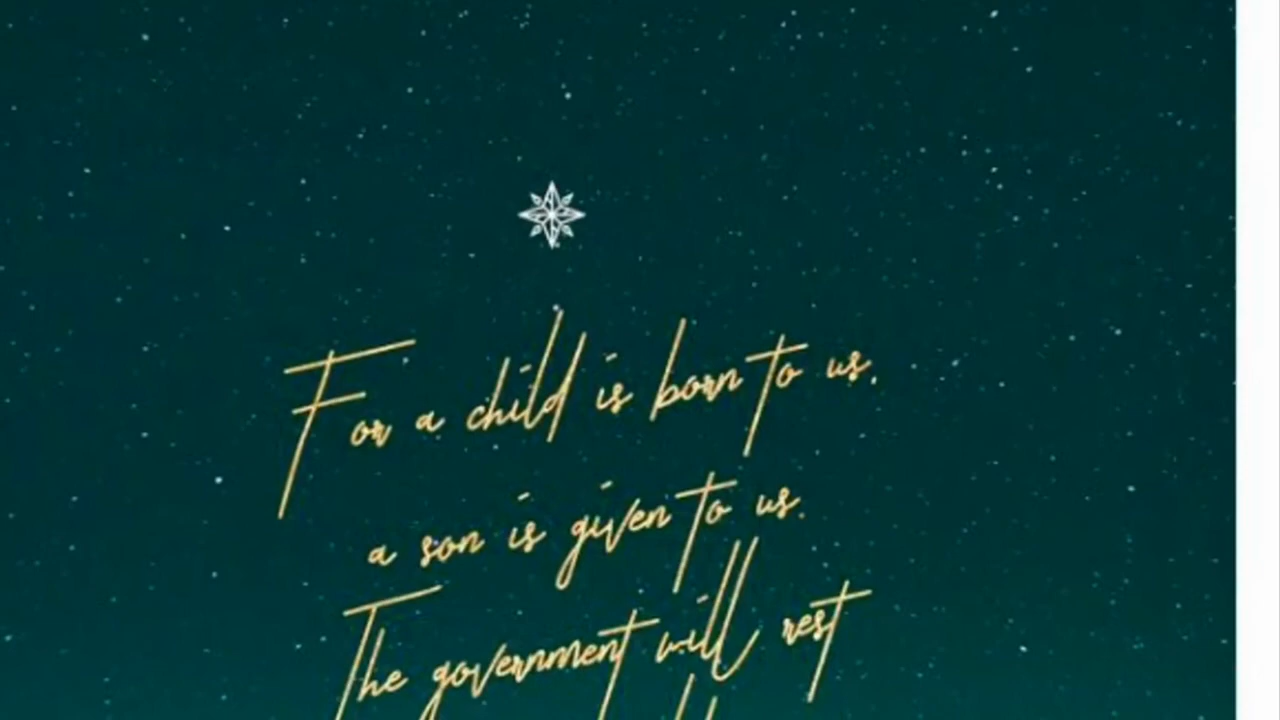 For a child is born to us,
a son is given to us.
The government will rest